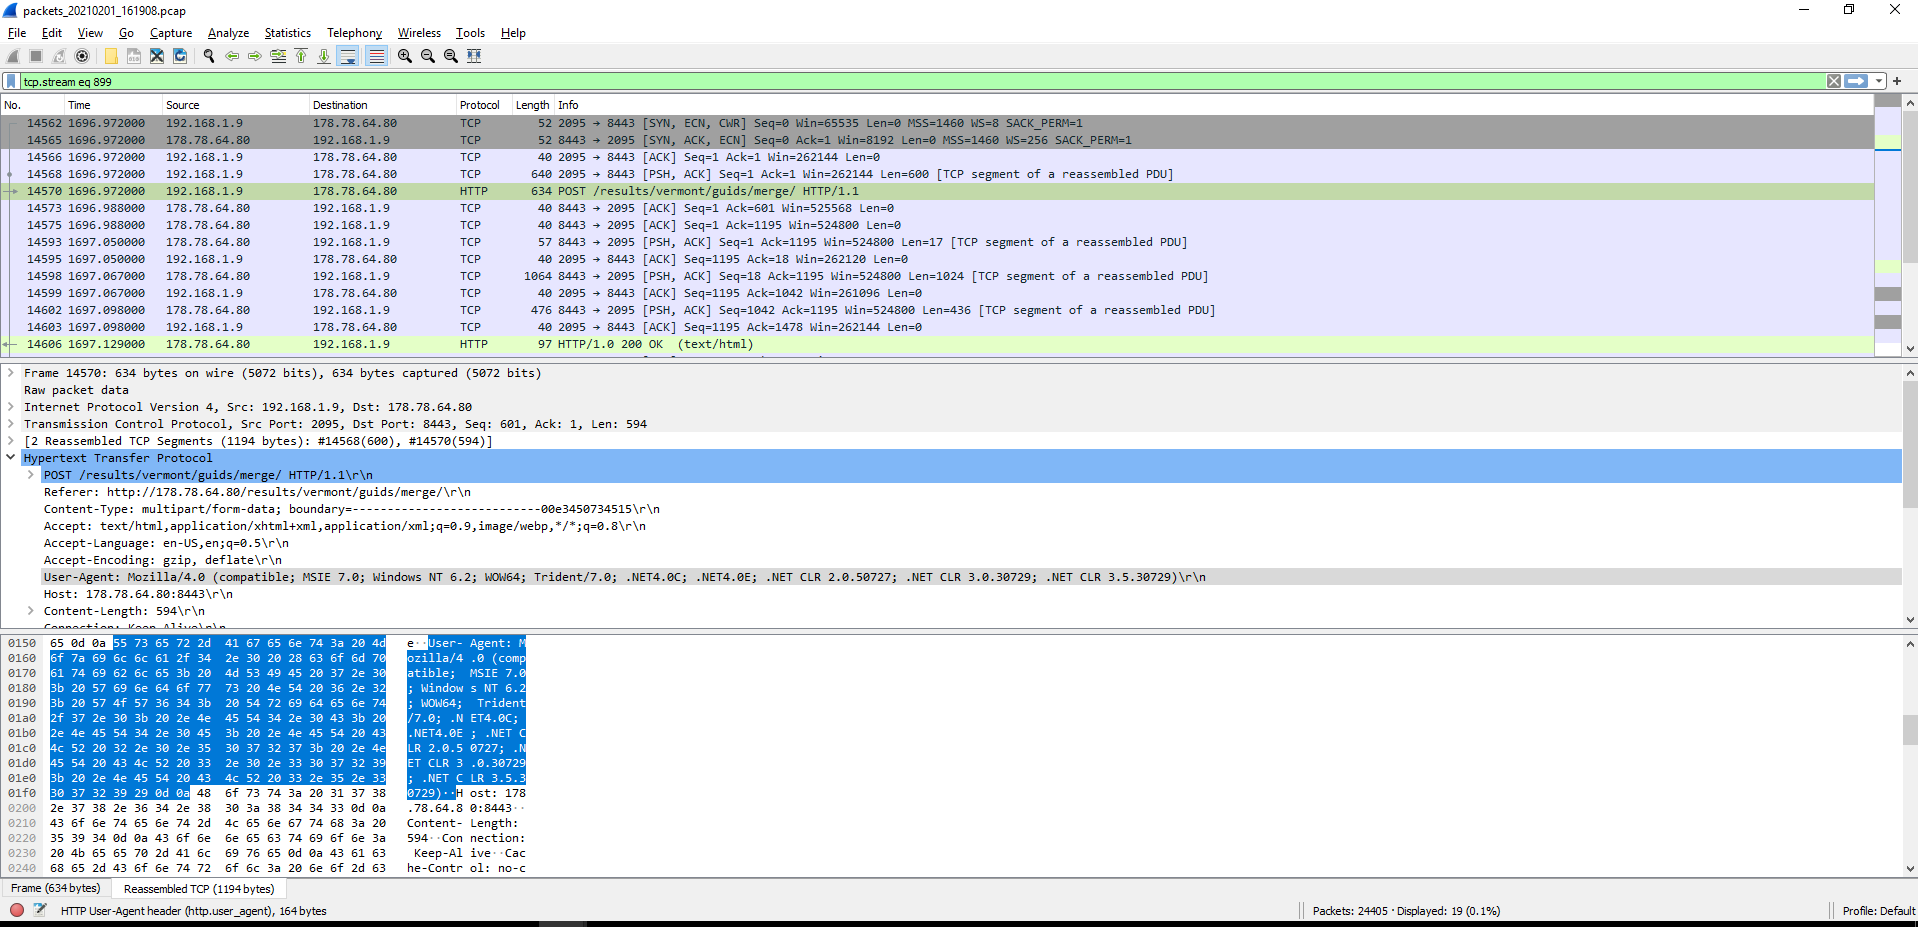 packets_20210201_161908.pcap
File Edit View Go Capture Analyze Statistics Telephony Wireless Tools Help
tcp.stream eq 899
No. Time Source Destination Protocol Length Info
14562 1696.972000 192.168.1.9 178.78.64.80 TCP 52 2095 → 8443 [SYN, ECN, CWR] Seq=0 Win=65535 Len=0 MSS=1460 WS=8 SACK_PERM=1
14565 1696.972000 178.78.64.80 192.168.1.9 TCP 52 8443 → 2095 [SYN, ACK, ECN] Seq=0 Ack=1 Win=8192 Len=0 MSS=1460 WS=256 SACK_PERM=1
14566 1696.972000 192.168.1.9 178.78.64.80 TCP 40 2095 → 8443 [ACK] Seq=1 Ack=1 Win=262144 Len=0
14568 1696.972000 192.168.1.9 178.78.64.80 TCP 640 2095 → 8443 [PSH, ACK] Seq=1 Ack=1 Win=262144 Len=600 [TCP segment of a reassembled PDU]
14570 1696.972000 192.168.1.9 178.78.64.80 HTTP 634 POST /results/vermont/guids/merge/ HTTP/1.1
14573 1696.988000 178.78.64.80 192.168.1.9 TCP 40 8443 → 2095 [ACK] Seq=1 Ack=601 Win=525568 Len=0
14575 1696.988000 178.78.64.80 192.168.1.9 TCP 40 8443 → 2095 [ACK] Seq=1 Ack=1195 Win=524800 Len=0
14593 1697.050000 178.78.64.80 192.168.1.9 TCP 57 8443 → 2095 [PSH, ACK] Seq=1 Ack=1195 Win=524800 Len=17 [TCP segment of a reassembled PDU]
14595 1697.050000 192.168.1.9 178.78.64.80 TCP 40 2095 → 8443 [ACK] Seq=1195 Ack=18 Win=262120 Len=0
14598 1697.067000 178.78.64.80 192.168.1.9 TCP 1064 8443 → 2095 [PSH, ACK] Seq=18 Ack=1195 Win=524800 Len=1024 [TCP segment of a reassembled PDU]
14599 1697.067000 192.168.1.9 178.78.64.80 TCP 40 2095 → 8443 [ACK] Seq=1195 Ack=1042 Win=261096 Len=0
14602 1697.098000 178.78.64.80 192.168.1.9 TCP 476 8443 → 2095 [PSH, ACK] Seq=1042 Ack=1195 Win=524800 Len=436 [TCP segment of a reassembled PDU]
14603 1697.098000 192.168.1.9 178.78.64.80 TCP 40 2095 → 8443 [ACK] Seq=1195 Ack=1478 Win=262144 Len=0
14606 1697.129000 178.78.64.80 192.168.1.9 HTTP 97 HTTP/1.0 200 OK (text/html)
Frame 14570: 634 bytes on wire (5072 bits), 634 bytes captured (5072 bits)
Raw packet data
Internet Protocol Version 4, Src: 192.168.1.9, Dst: 178.78.64.80
Transmission Control Protocol, Src Port: 2095, Dst Port: 8443, Seq: 601, Ack: 1, Len: 594
[2 Reassembled TCP Segments (1194 bytes): #14568(600), #14570(594)]
Hypertext Transfer Protocol
POST /results/vermont/guids/merge/ HTTP/1.1\r\n
Referer: http://178.78.64.80/results/vermont/guids/merge/\r\n
Content-Type: multipart/form-data; boundary=---------------------------00e3450734515\r\n
Accept: text/html,application/xhtml+xml,application/xml;q=0.9,image/webp,*/*;q=0.8\r\n
Accept-Language: en-US,en;q=0.5\r\n
Accept-Encoding: gzip, deflate\r\n
User-Agent: Mozilla/4.0 (compatible; MSIE 7.0; Windows NT 6.2; WOW64; Trident/7.0; .NET4.0C; .NET4.0E; .NET CLR 2.0.50727; .NET CLR 3.0.30729; .NET CLR 3.5.30729)\r\n
Host: 178.78.64.80:8443\r\n
Content-Length: 594\r\n
Connection: Keep-Alive\r\n
0150 65 0d 0a 55 73 65 72 2d 41 67 65 6e 74 3a 20 4d e··User- Agent: M
0160 6f 7a 69 6c 6c 61 2f 34 2e 30 20 28 63 6f 6d 70 ozilla/4 .0 (comp
0170 61 74 69 62 6c 65 3b 20 4d 53 49 45 20 37 2e 30 atible;  MSIE 7.0
0180 3b 20 57 69 6e 64 6f 77 73 20 4e 54 20 36 2e 32 ; Window s NT 6.2
0190 3b 20 57 4f 57 36 34 3b 20 54 72 69 64 65 6e 74 ; WOW64;  Trident
01a0 2f 37 2e 30 3b 20 2e 4e 45 54 34 2e 30 43 3b 20 /7.0; .N ET4.0C;
01b0 2e 4e 45 54 34 2e 30 45 3b 20 2e 4e 45 54 20 43 .NET4.0E ; .NET C
01c0 4c 52 20 32 2e 30 2e 35 30 37 32 37 3b 20 2e 4e LR 2.0.5 0727; .N
01d0 45 54 20 43 4c 52 20 33 2e 30 2e 33 30 37 32 39 ET CLR 3 .0.30729
01e0 3b 20 2e 4e 45 54 20 43 4c 52 20 33 2e 35 2e 33 ; .NET C LR 3.5.3
01f0 30 37 32 39 29 0d 0a 48 6f 73 74 3a 20 31 37 38 0729)··H ost: 178
0200 2e 37 38 2e 36 34 2e 38 30 3a 38 34 34 33 0d 0a .78.64.8 0:8443··
0210 43 6f 6e 74 65 6e 74 2d 4c 65 6e 67 74 68 3a 20 Content- Length:
0220 35 39 34 0d 0a 43 6f 6e 6e 65 63 74 69 6f 6e 3a 594··Con nection:
0230 20 4b 65 65 70 2d 41 6c 69 76 65 0d 0a 43 61 63 Keep-Al ive··Cac
0240 68 65 2d 43 6f 6e 74 72 6f 6c 3a 20 6e 6f 2d 63 he-Contr ol: no-c
Frame (634 bytes) Reassembled TCP (1194 bytes)
HTTP User-Agent header (http.user_agent), 164 bytes Packets: 24405 · Displayed: 19 (0.1%) Profile: Default